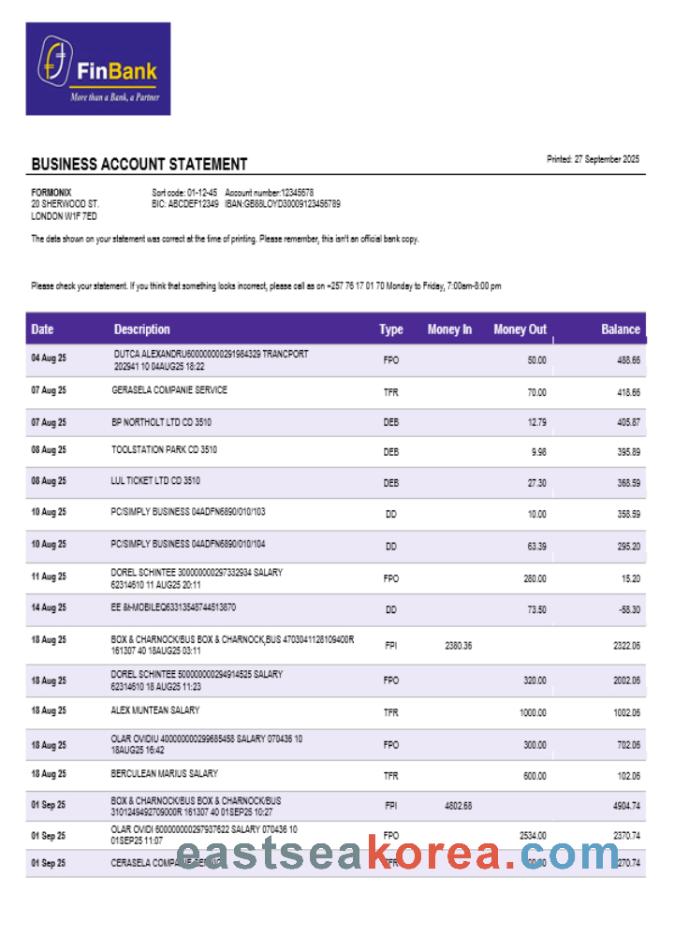 FinBank
More than a Bank, a Partner
BUSINESS ACCOUNT STATEMENT
Printed: 27 September 2025
FORMONIX Sort code: 01-12-45 Account number:12345678
20 SHERWOOD ST. BIC: ABCDEF12349 IBAN:GB88LOYD30009123456789
LONDON W1F 7ED
The data shown on your statement was correct at the time of printing. Please remember, this isn't an official bank copy.
Please check your statement. If you think that something looks incorrect, please call as on +257 76 17 01 70 Monday to Friday, 7:00am-8:00 pm
Date Description Type Money In Money Out Balance
04 Aug 25 DUTCA ALEXANDRU600000000291984329 TRANCPORT FPO 50.00 488.66
202941 10 04AUG25 18:22
07 Aug 25 GERASELA COMPANIE SERVICE TFR 70.00 418.66
07 Aug 25 BP NORTHOLT LTD CD 3510 DEB 12.79 405.87
08 Aug 25 TOOLSTATION PARK CD 3510 DEB 9.98 395.89
08 Aug 25 LUL TICKET LTD CD 3510 DEB 27.30 368.59
10 Aug 25 PC/SIMPLY BUSINESS 04ADFN6890/010/103 DD 10.00 358.59
10 Aug 25 PC/SIMPLY BUSINESS 04ADFN6890/010/104 DD 63.39 295.20
11 Aug 25 DOREL SCHINTEE 300000000297332934 SALARY FPO 280.00 15.20
62314610 11 AUG25 20:11
14 Aug 25 EE &t-MOBILEQ63313548744513870 DD 73.50 -58.30
18 Aug 25 BOX & CHARNOCK/BUS BOX & CHARNOCK,BUS 4703041128109400R FPI 2380.36 2322.06
161307 40 18AUG25 03:11
18 Aug 25 DOREL SCHINTEE 500000000294914525 SALARY FPO 320.00 2002.06
62314610 18 AUG25 11:23
18 Aug 25 ALEX MUNTEAN SALARY TFR 1000.00 1002.06
18 Aug 25 OLAR OVIDIU 400000000299685458 SALARY 070436 10 FPO 300.00 702.06
18AUG25 16:42
18 Aug 25 BERCULEAN MARIUS SALARY TFR 600.00 102.06
01 Sep 25 BOX & CHARNOCK/BUS BOX & CHARNOCK/BUS FPI 4802.68 4904.74
3101249492709000R 161307 40 01SEP25 10:27
01 Sep 25 OLAR OVIDI 600000000297937622 SALARY 070436 10 FPO 2534.00 2370.74
01SEP25 11:07
01 Sep 25 CERASELA TFR
eastseakorea.com